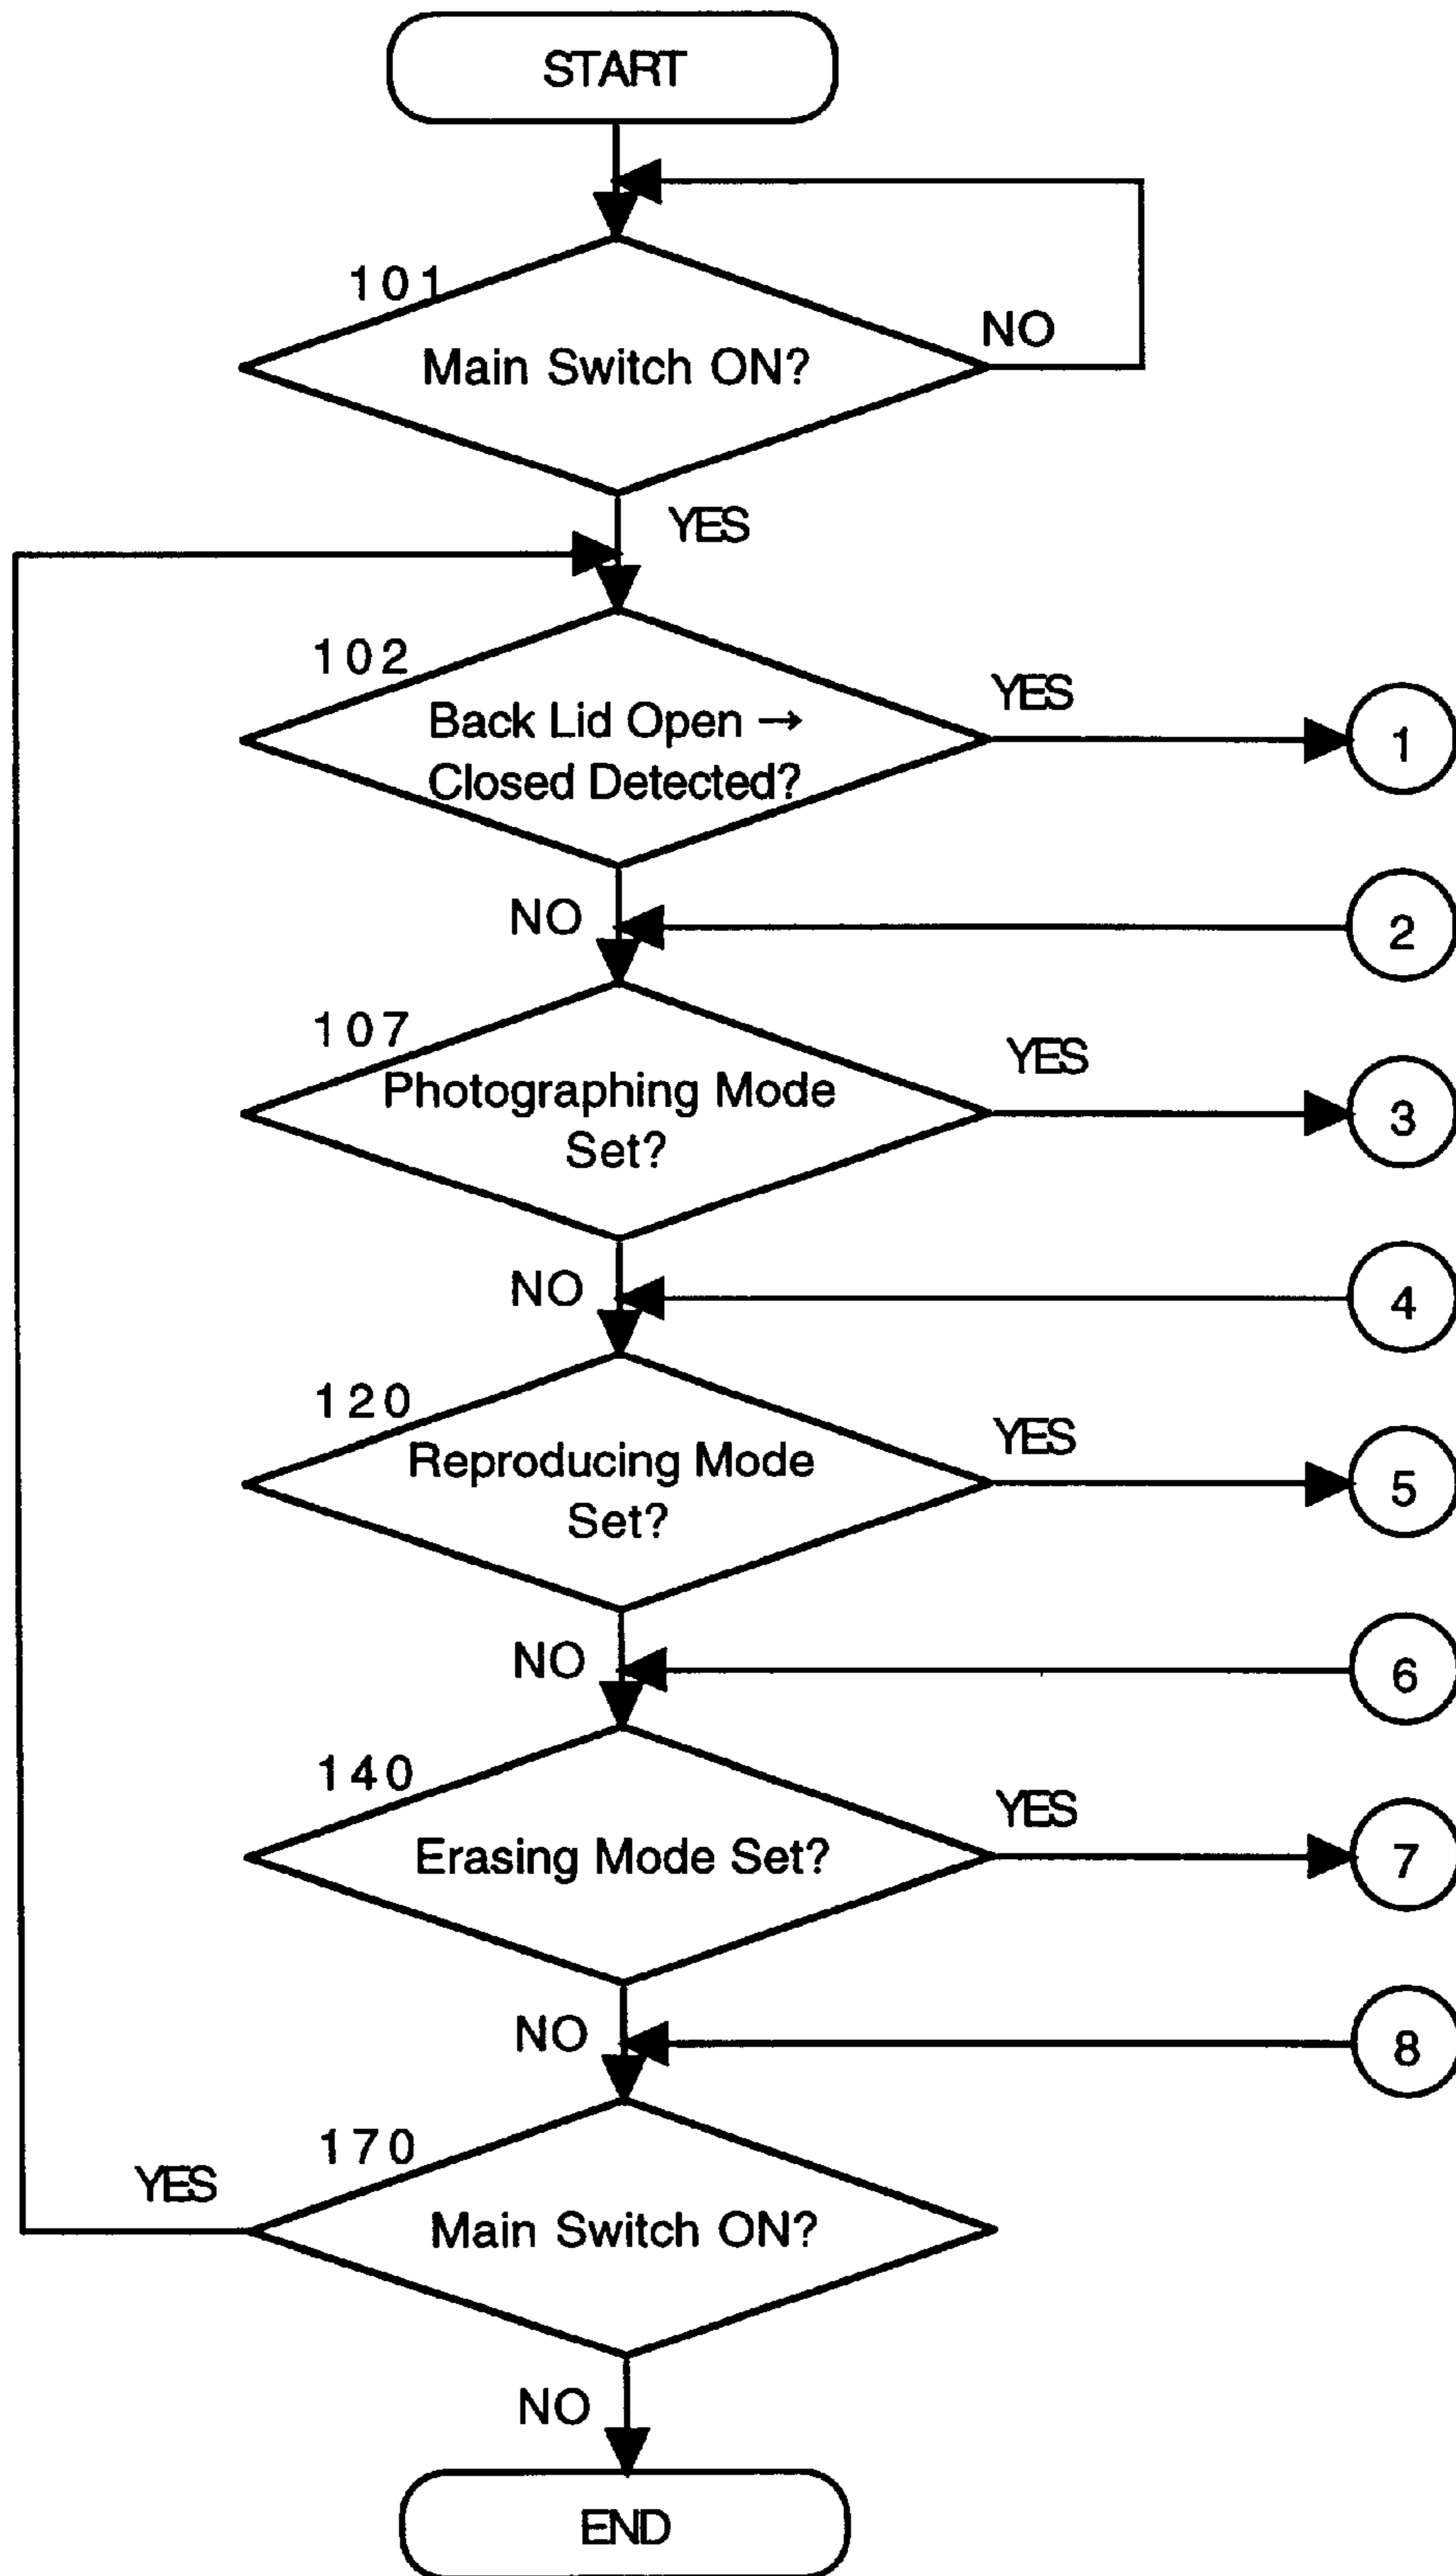 START
101
NO
Main Switch ON?
YES
102
YES
Back Lid Open →
1
Closed Detected?
NO
2
107
YES
Photographing Mode
3
Set?
NO
4
120
YES
Reproducing Mode
5
Set?
NO
6
140
YES
Erasing Mode Set?
7
NO
8
170
YES
Main Switch ON?
NO
END